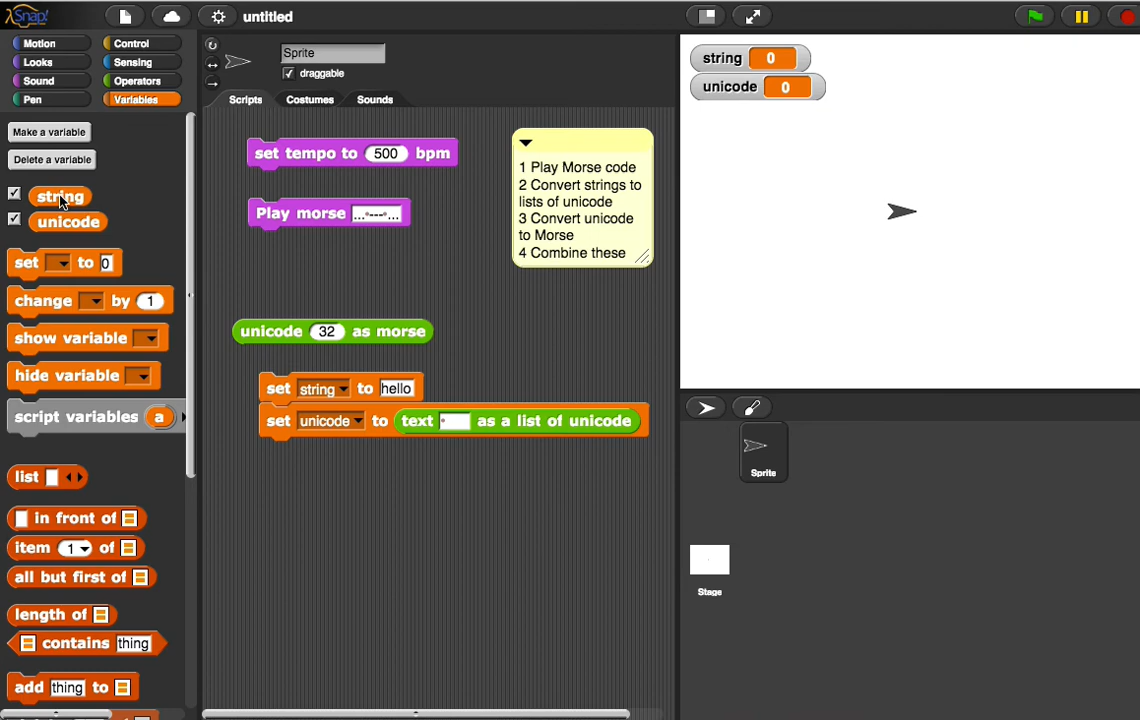 Snap!
untitled
Motion
Control
Looks
Sensing
Sound
Operators
Pen
Variables
Make a variable
Delete a variable
string
unicode
set to 0
change by 1
show variable
hide variable
script variables a
list
in front of
item 1 of
all but first of
length of
contains thing
add thing to
Sprite
draggable
Scripts Costumes Sounds
set tempo to 500 bpm
Play morse ...•---•...
1 Play Morse code
2 Convert strings to
lists of unicode
3 Convert unicode
to Morse
4 Combine these
unicode 32 as morse
set string to hello
set unicode to text as a list of unicode
string 0
unicode 0
Sprite
Stage